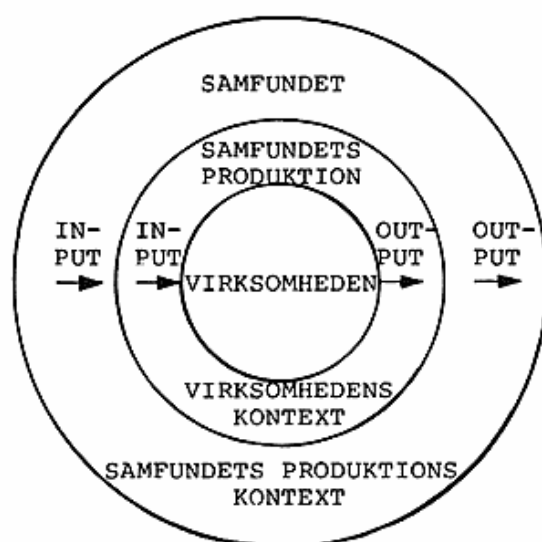 SAMFUNDET
SAMFUNDETS
PRODUKTION
IN-
PUT
IN-
PUT
OUT-
PUT
OUT-
PUT
VIRKSOMHEDEN
VIRKSOMHEDENS
KONTEXT
SAMFUNDETS PRODUKTIONS
KONTEXT